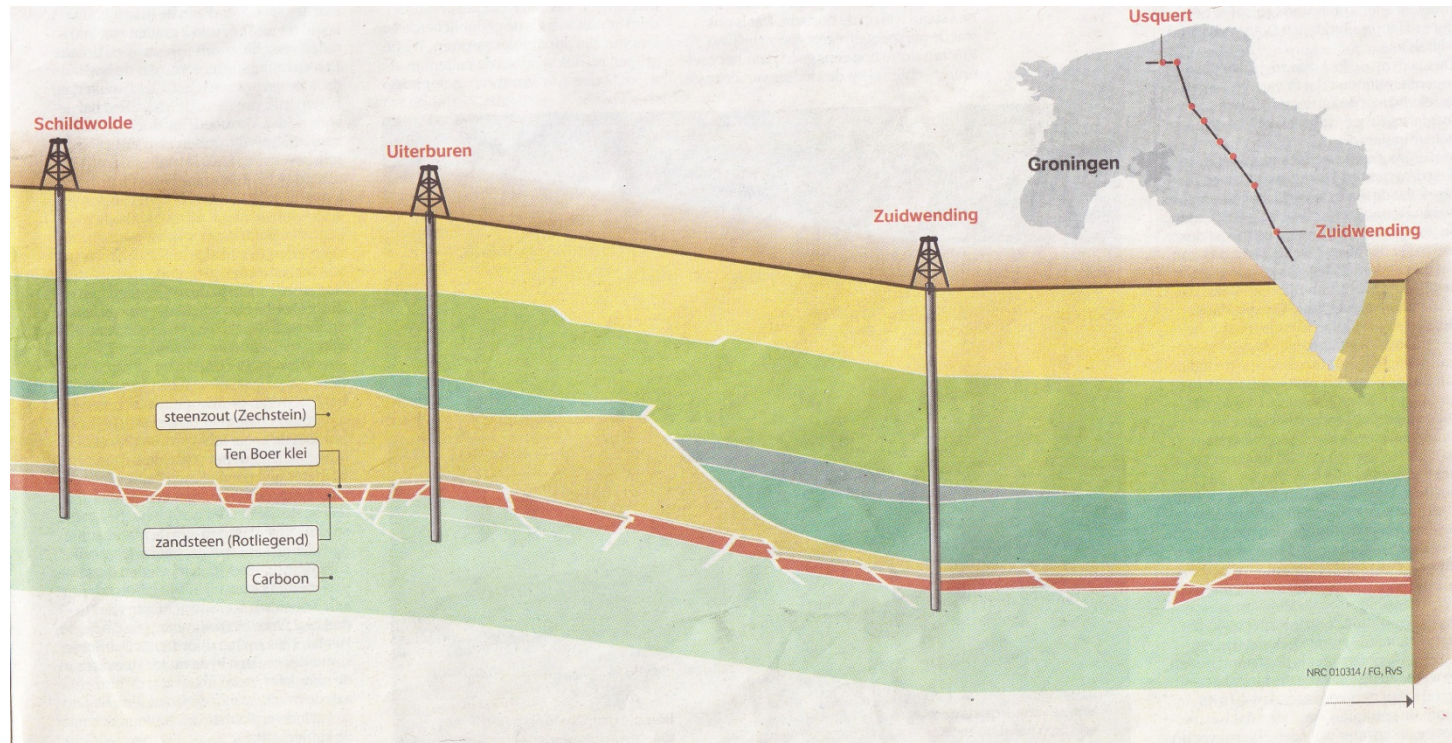 Usquert
Schildwolde
Uiterburen
Groningen
Zuidwending
Zuidwending
steenzout (Zechstein)
Ten Boer klei
zandsteen (Rotliegend)
Carboon
NRC 010314 / FG, RvS